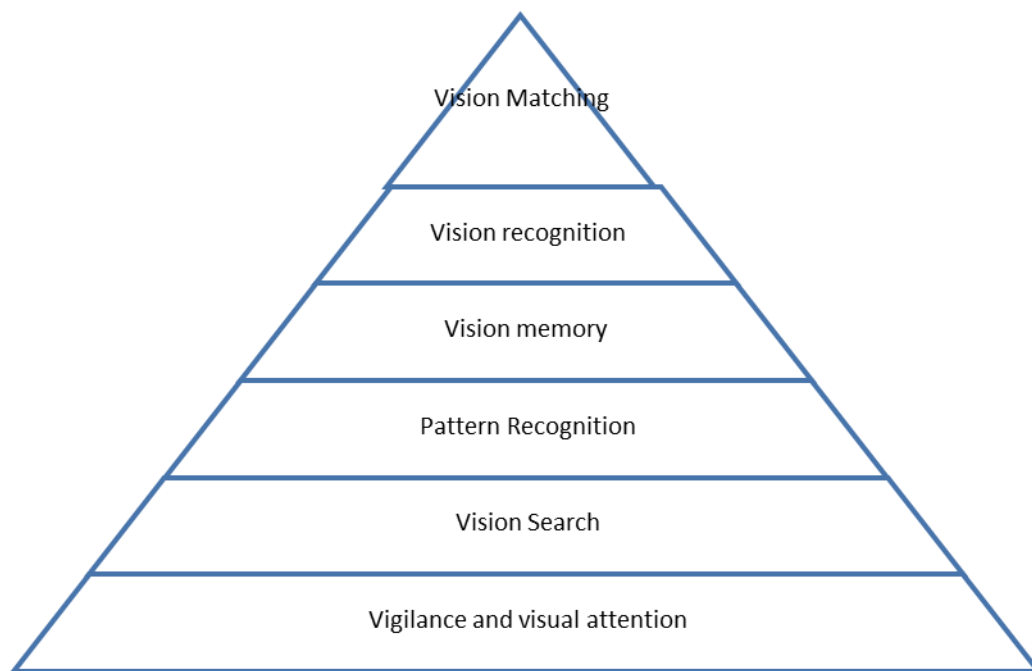 Vision Matching
Vision recognition
Vision memory
Pattern Recognition
Vision Search
Vigilance and visual attention